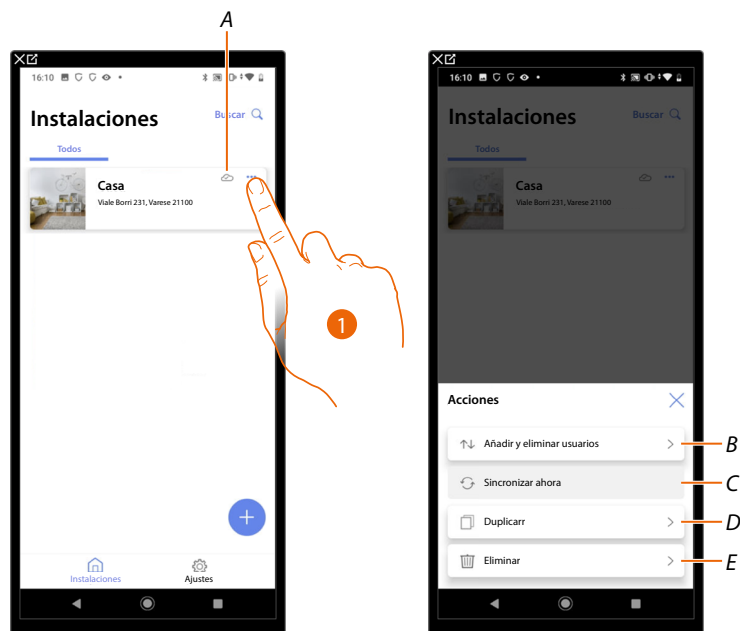 A
16:10
Instalaciones
Buscar
Todos
Casa
Viale Borri 231, Varese 21100
1
Instalaciones
Ajustes
16:10
Instalaciones
Buscar
Todos
Casa
Viale Borri 231, Varese 21100
Acciones
Añadir y eliminar usuarios
B
Sincronizar ahora
C
Duplicarr
D
Eliminar
E